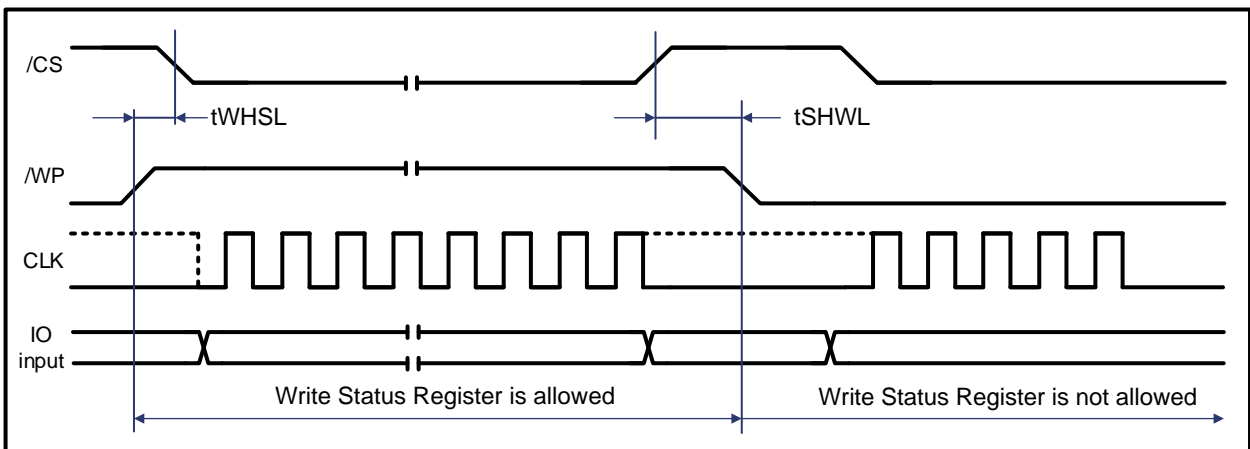 /CS
tWHSL
tSHWL
/WP
CLK
IO
input
Write Status Register is allowed
Write Status Register is not allowed